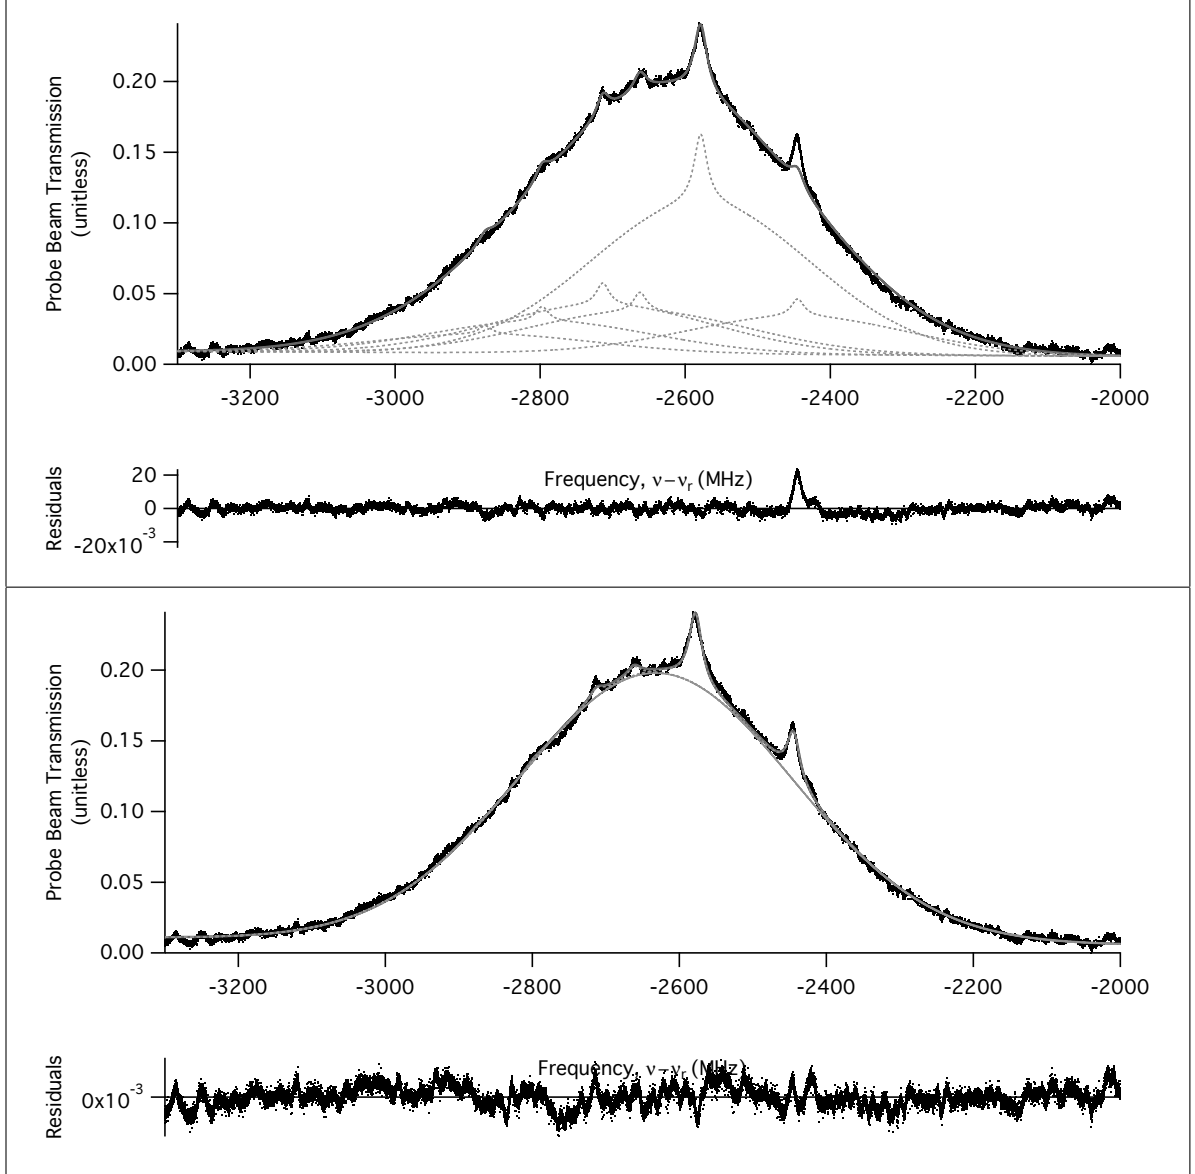 Probe Beam Transmission
(unitless)
0.20
0.15
0.10
0.05
0.00
-3200 -3000 -2800 -2600 -2400 -2200 -2000
Frequency, ν−νr (MHz)
Residuals
20
0
-20x10-3
Probe Beam Transmission
(unitless)
0.20
0.15
0.10
0.05
0.00
-3200 -3000 -2800 -2600 -2400 -2200 -2000
Frequency, ν−νr (MHz)
Residuals
0x10-3